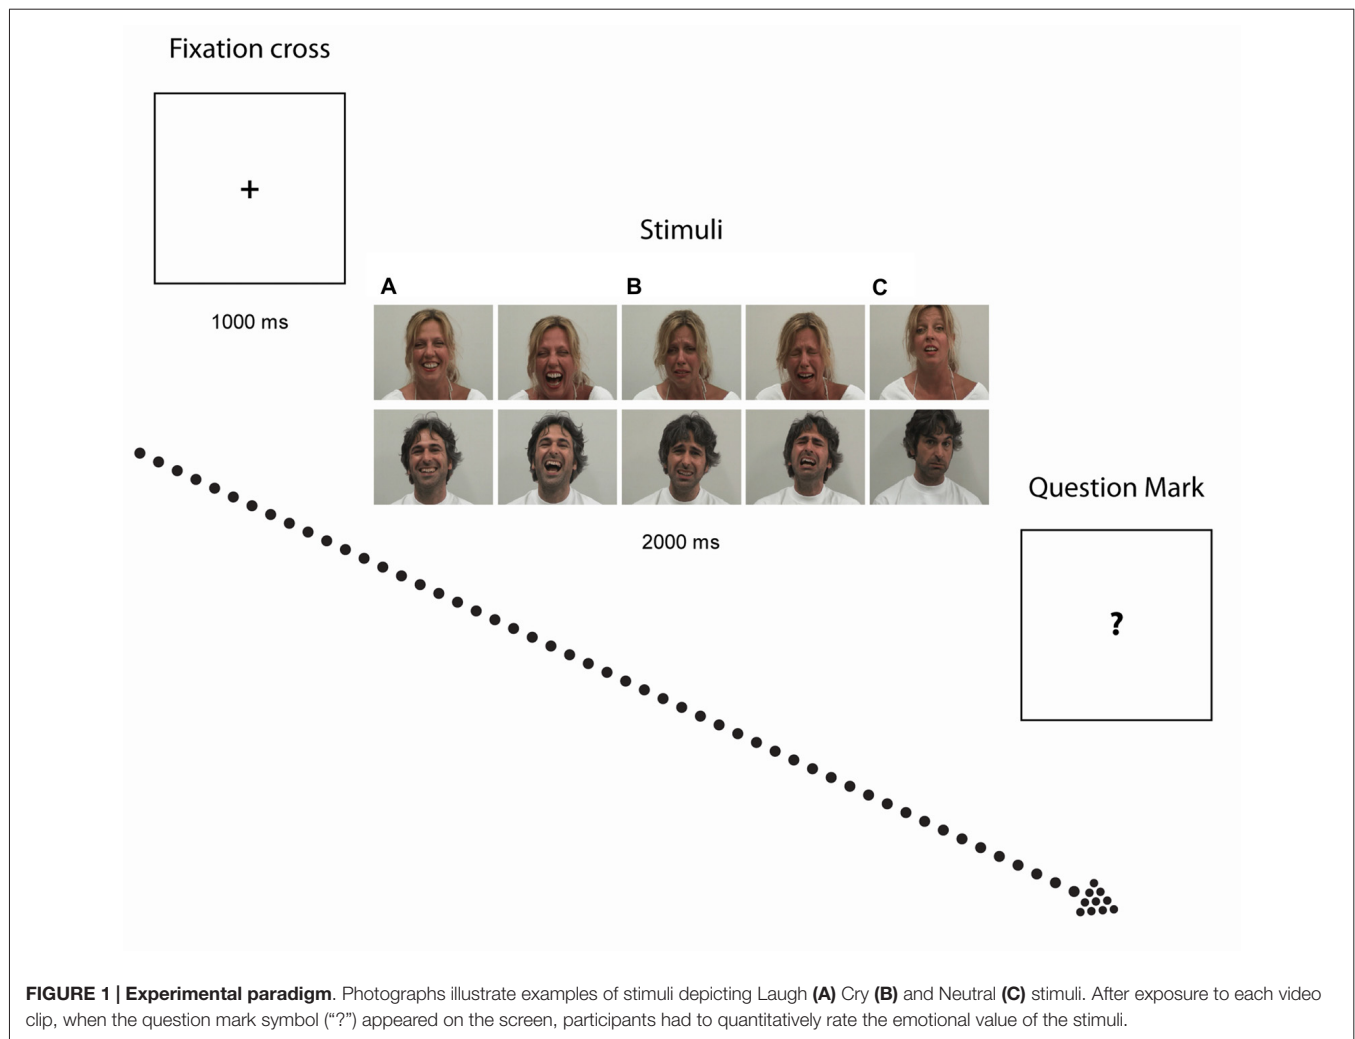 Fixation cross
+
1000 ms
Stimuli
A B C
2000 ms
Question Mark
?
FIGURE 1 | Experimental paradigm. Photographs illustrate examples of stimuli depicting Laugh (A) Cry (B) and Neutral (C) stimuli. After exposure to each video
clip, when the question mark symbol (“?”) appeared on the screen, participants had to quantitatively rate the emotional value of the stimuli.